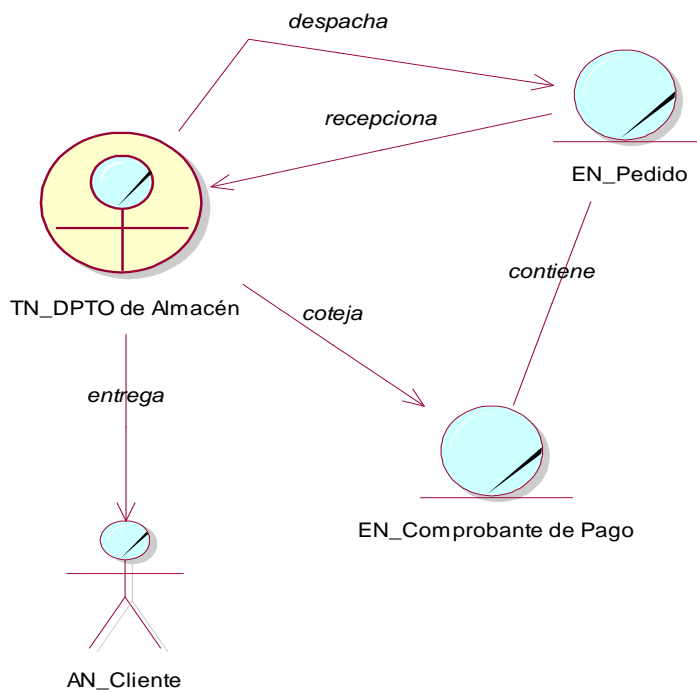 despacha
recepciona
EN_Pedido
contiene
TN_DPTO de Almacén
coteja
entrega
EN_Comprobante de Pago
AN_Cliente